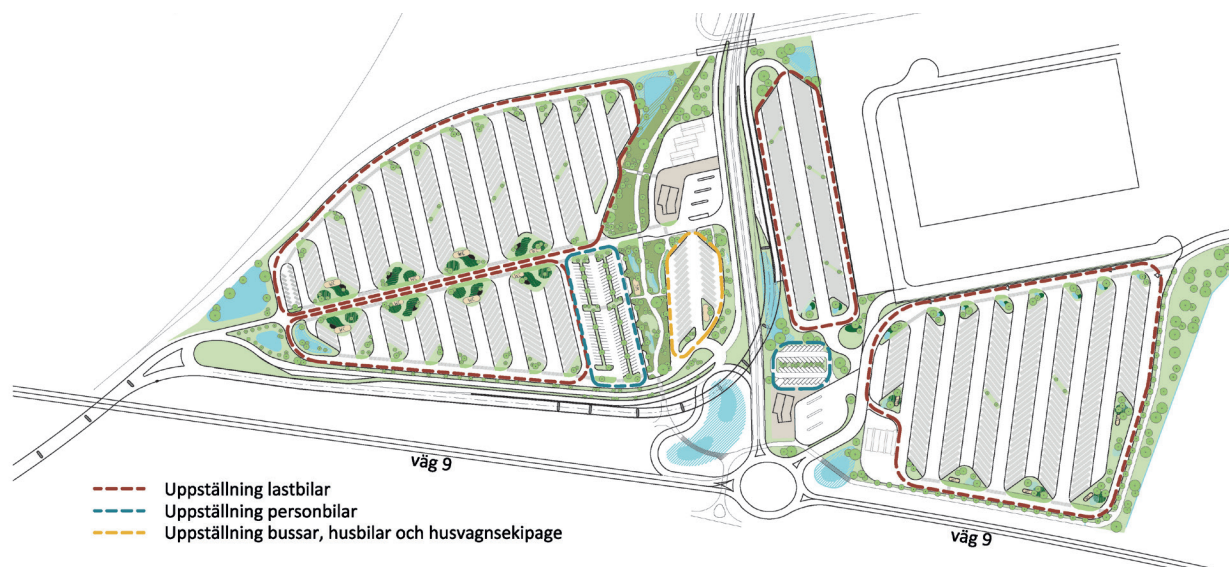 väg 9
Uppställning lastbilar
Uppställning personbilar
Uppställning bussar, husbilar och husvagnsekipage
väg 9